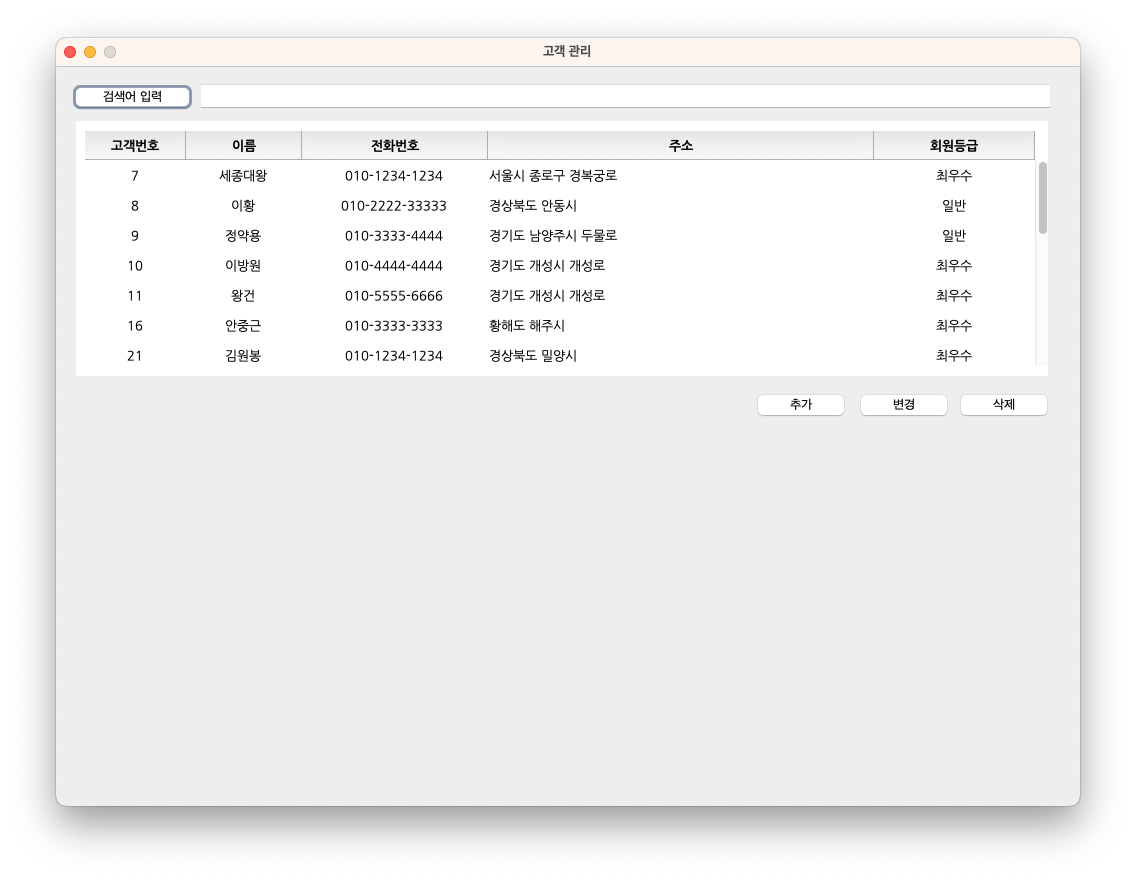 고객 관리
검색어 입력
고객번호 이름 전화번호 주소 회원등급
7 세종대왕 010-1234-1234 서울시 종로구 경복궁로 최우수
8 이황 010-2222-33333 경상북도 안동시 일반
9 정약용 010-3333-4444 경기도 남양주시 두물로 일반
10 이방원 010-4444-4444 경기도 개성시 개성로 최우수
11 왕건 010-5555-6666 경기도 개성시 개성로 최우수
16 안중근 010-3333-3333 황해도 해주시 최우수
21 김원봉 010-1234-1234 경상북도 밀양시 최우수
추가 변경 삭제